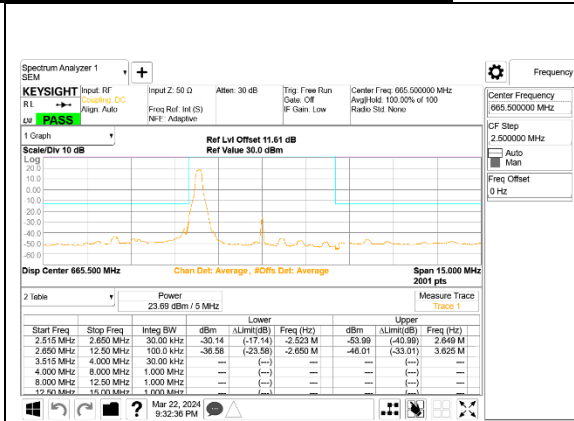 Spectrum Analyzer 1
SEM
Frequency
KEYSIGHT
Input: RF
Input Z: 50 Ω
Atten: 30 dB
Trig: Free Run
Center Freq: 665.500000 MHz
R L
Coupling: DC
Gate: Off
Avg|Hold: 100.00% of 100
Align: Auto
Freq Ref: Int (S)
IF Gain: Low
Radio Std: None
PASS
NFE: Adaptive
Center Frequency
665.500000 MHz
CF Step
2.500000 MHz
Auto
Man
Freq Offset
0 Hz
1 Graph
Ref Lvl Offset 11.61 dB
Scale/Div 10 dB
Ref Value 30.0 dBm
Log
20.0
10.0
0.00
-10.0
-20.0
-30.0
-40.0
-50.0
-60.0
Disp Center 665.500 MHz
Chan Det: Average, #Offs Det: Average
Span 15.000 MHz
2001 pts
2 Table
Power
23.69 dBm / 5 MHz
Measure Trace
Trace 1
Lower Upper
Start Freq Stop Freq Integ BW dBm ΔLimit(dB) Freq (Hz) dBm ΔLimit(dB) Freq (Hz)
2.515 MHz 2.650 MHz 30.00 kHz -30.14 (-17.14) -2.523 M -53.99 (-40.99) 2.649 M
2.650 MHz 12.50 MHz 100.0 kHz -36.58 (-23.58) -2.650 M -46.01 (-33.01) 3.625 M
3.515 MHz 4.000 MHz 30.00 kHz --- (---) --- --- (---) ---
4.000 MHz 8.000 MHz 1.000 MHz --- (---) --- --- (---) ---
8.000 MHz 12.50 MHz 1.000 MHz --- (---) --- --- (---) ---
12.50 MHz 15.00 MHz 1.000 MHz --- (---) --- --- (---) ---
Mar 22, 2024
9:32:36 PM